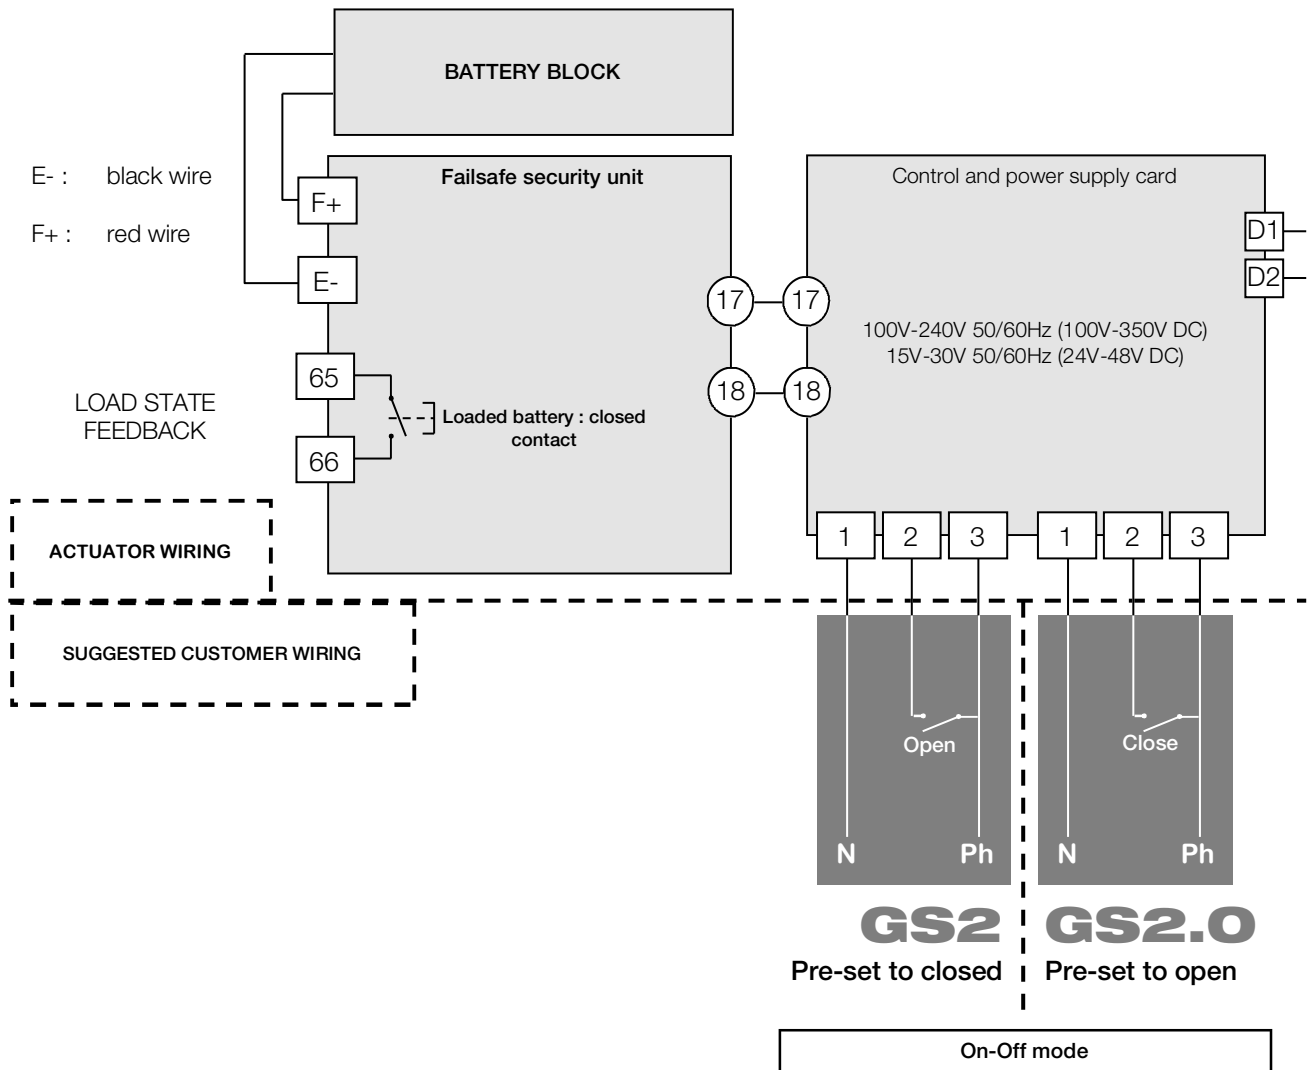 BATTERY BLOCK
E- : black wire
F+ : red wire
F+
E-
Failsafe security unit
Control and power supply card
D1
D2
17
17
100V-240V 50/60Hz (100V-350V DC)
15V-30V 50/60Hz (24V-48V DC)
18
18
LOAD STATE
FEEDBACK
65
66
Loaded battery : closed
contact
1
2
3
1
2
3
ACTUATOR WIRING
SUGGESTED CUSTOMER WIRING
Open
Close
N
Ph
N
Ph
GS2
GS2.0
Pre-set to closed
Pre-set to open
On-Off mode